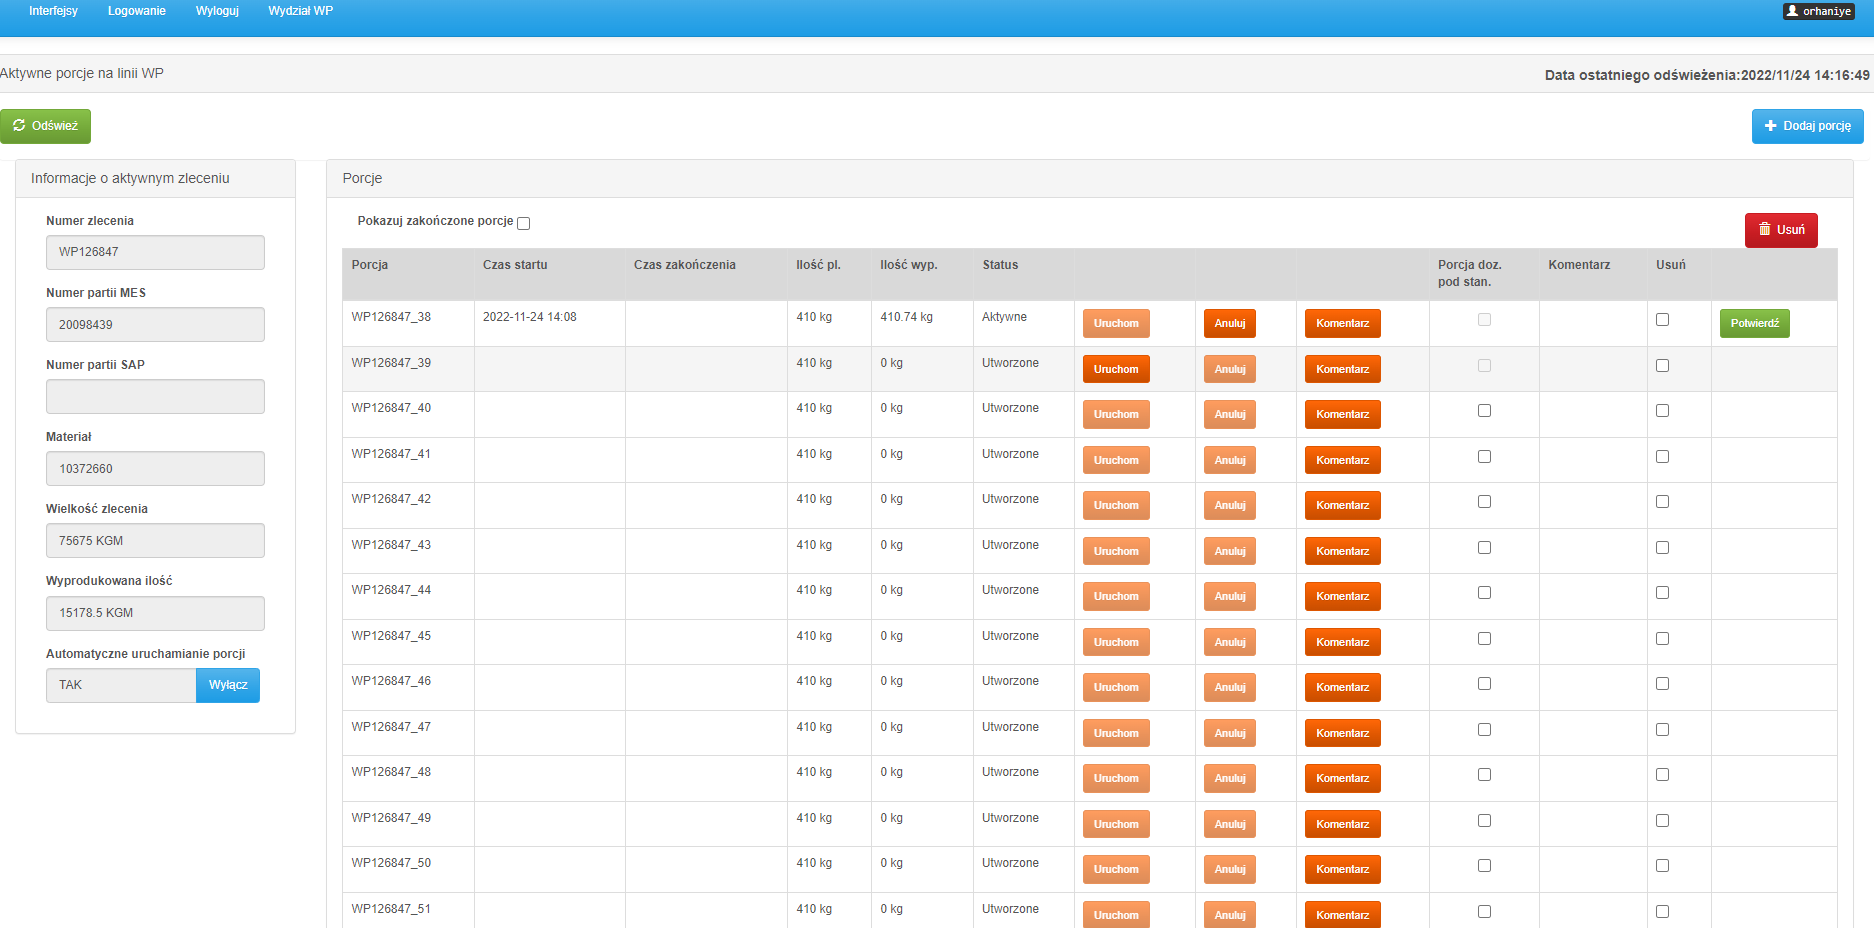 Interfejsy Logowanie Wyloguj Wydział WP orhaniye
Aktywne porcje na linii WP Data ostatniego odświeżenia:2022/11/24 14:16:49
Odśwież Dodaj porcję
Informacje o aktywnym zleceniu
Numer zlecenia
WP126847
Numer partii MES
20098439
Numer partii SAP
Materiał
10372660
Wielkość zlecenia
75675 KGM
Wyprodukowana ilość
15178.5 KGM
Automatyczne uruchamianie porcji
TAK Wyłącz
Porcje
Pokazuj zakończone porcje
Usuń
Porcja Czas startu Czas zakończenia Ilość pl. Ilość wyp. Status Porcja doz. pod stan. Komentarz Usuń
WP126847_38 2022-11-24 14:08 410 kg 410.74 kg Aktywne Uruchom Anuluj Komentarz Potwierdź
WP126847_39 410 kg 0 kg Utworzone Uruchom Anuluj Komentarz
WP126847_40 410 kg 0 kg Utworzone Uruchom Anuluj Komentarz
WP126847_41 410 kg 0 kg Utworzone Uruchom Anuluj Komentarz
WP126847_42 410 kg 0 kg Utworzone Uruchom Anuluj Komentarz
WP126847_43 410 kg 0 kg Utworzone Uruchom Anuluj Komentarz
WP126847_44 410 kg 0 kg Utworzone Uruchom Anuluj Komentarz
WP126847_45 410 kg 0 kg Utworzone Uruchom Anuluj Komentarz
WP126847_46 410 kg 0 kg Utworzone Uruchom Anuluj Komentarz
WP126847_47 410 kg 0 kg Utworzone Uruchom Anuluj Komentarz
WP126847_48 410 kg 0 kg Utworzone Uruchom Anuluj Komentarz
WP126847_49 410 kg 0 kg Utworzone Uruchom Anuluj Komentarz
WP126847_50 410 kg 0 kg Utworzone Uruchom Anuluj Komentarz
WP126847_51 410 kg 0 kg Utworzone Uruchom Anuluj Komentarz